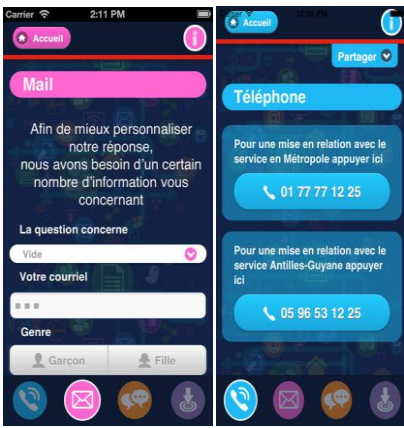 Carrier 2:11 PM
Accueil
Mail
Afin de mieux personnaliser
notre réponse,
nous avons besoin d'un certain
nombre d'information vous
concernant
La question concerne
Vide
Votre courriel
Genre
Garçon
Fille
Accueil
Partager
Téléphone
Pour une mise en relation avec le
service en Métropole appuyer ici
01 77 77 12 25
Pour une mise en relation avec le
service Antilles-Guyane appuyer
ici
05 96 53 12 25